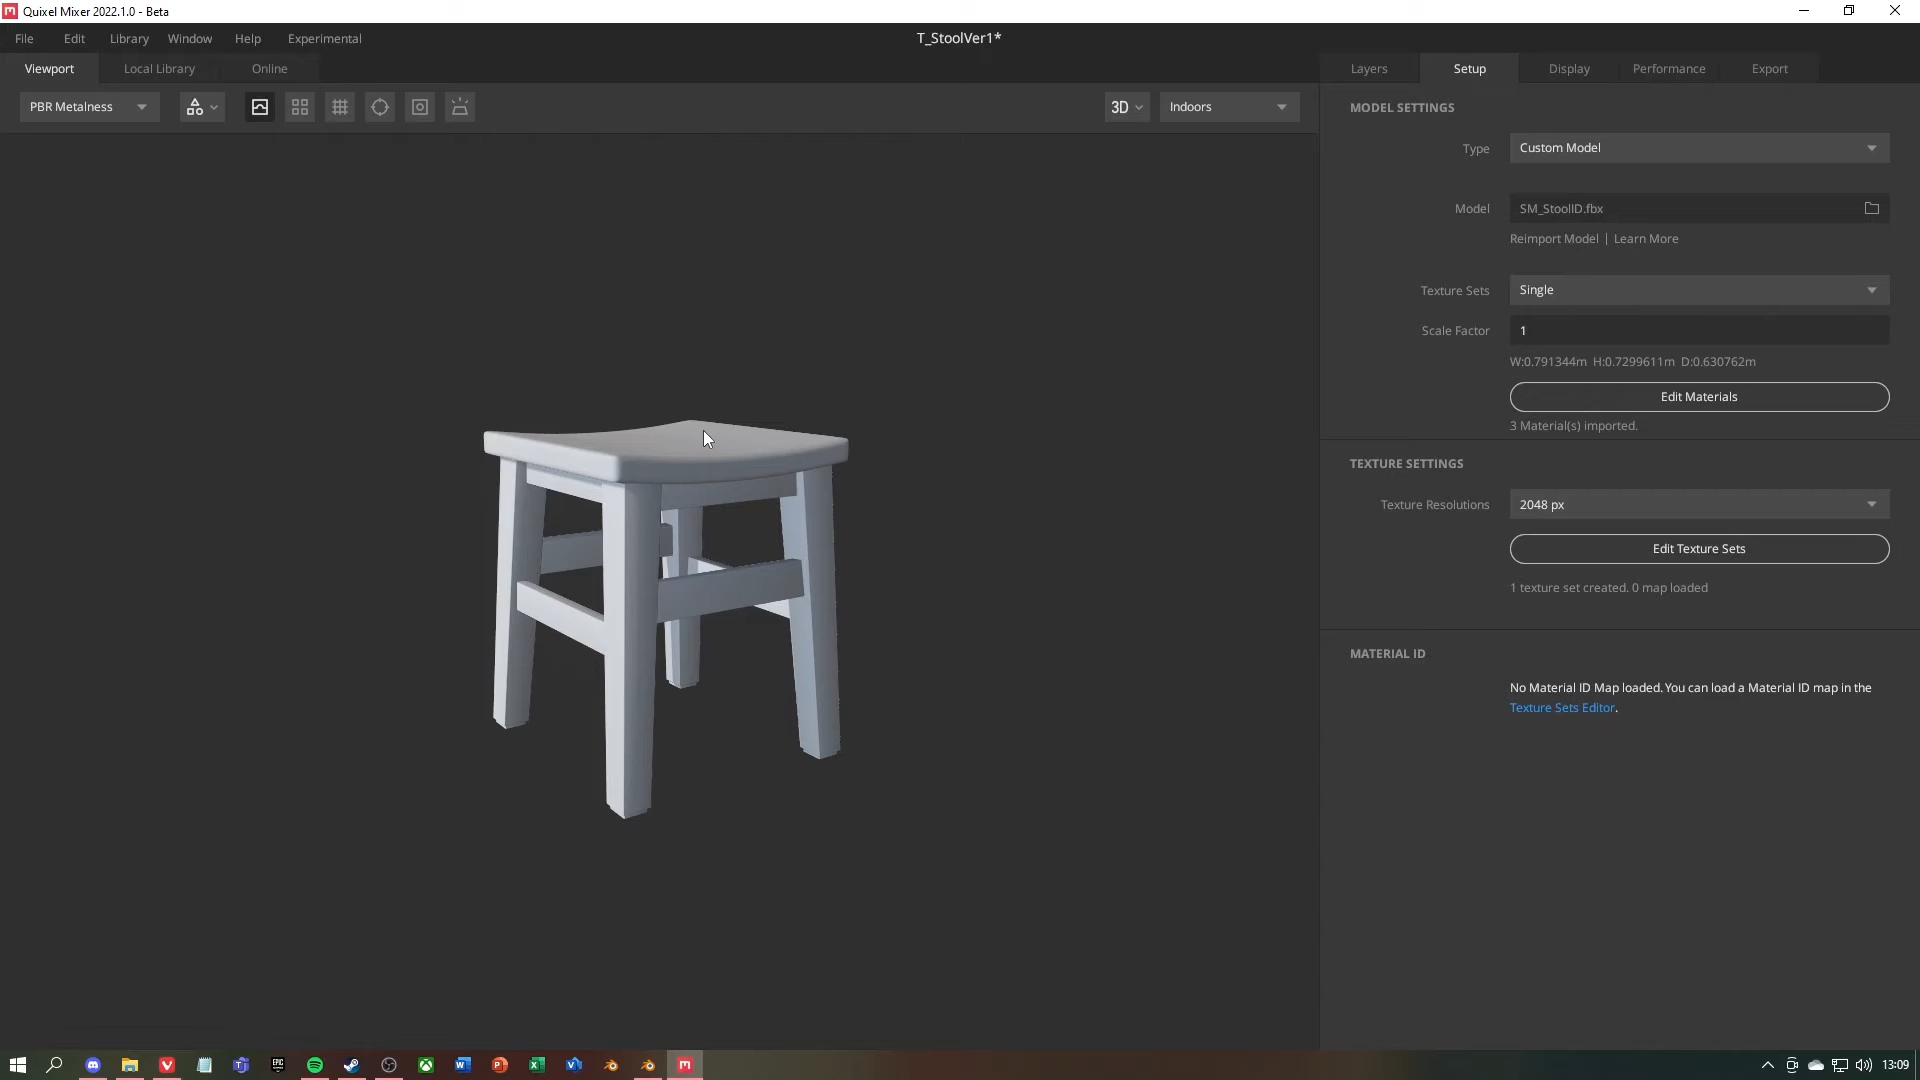 Quixel Mixer 2022.1.0 - Beta
File Edit Library Window Help Experimental
T_StoolVer1*
Viewport Local Library Online
Layers Setup Display Performance Export
PBR Metalness
3D
Indoors
MODEL SETTINGS
Type Custom Model
Model SM_StoolID.fbx
Reimport Model | Learn More
Texture Sets Single
Scale Factor 1
W:0.791344m H:0.7299611m D:0.630762m
Edit Materials
3 Material(s) imported.
TEXTURE SETTINGS
Texture Resolutions 2048 px
Edit Texture Sets
1 texture set created. 0 map loaded
MATERIAL ID
No Material ID Map loaded. You can load a Material ID map in the
Texture Sets Editor.
13:09